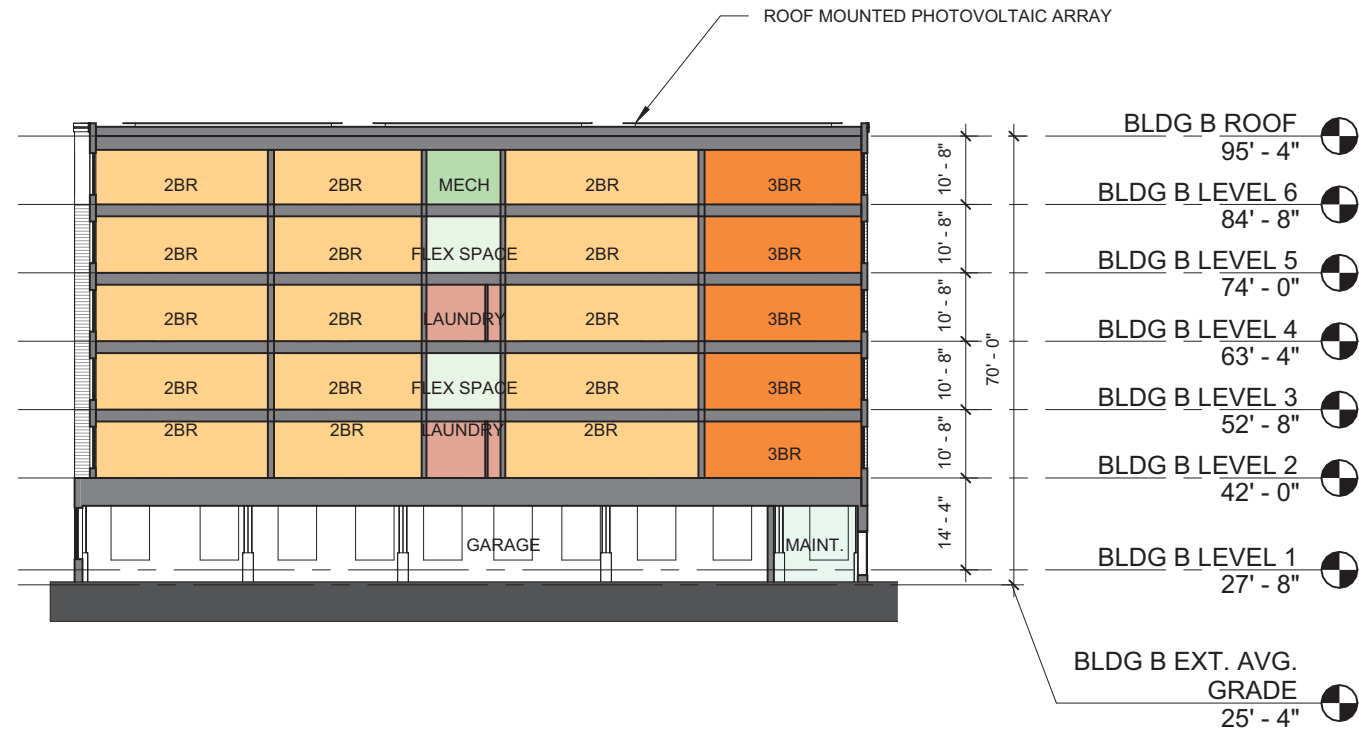 ROOF MOUNTED PHOTOVOLTAIC ARRAY
BLDG B ROOF
95' - 4"
10' - 8"
2BR 2BR MECH 2BR 3BR
BLDG B LEVEL 6
84' - 8"
10' - 8"
2BR 2BR FLEX SPACE 2BR 3BR
BLDG B LEVEL 5
74' - 0"
10' - 8"
2BR 2BR LAUNDRY 2BR 3BR
BLDG B LEVEL 4
63' - 4"
70' - 0"
10' - 8"
2BR 2BR FLEX SPACE 2BR 3BR
BLDG B LEVEL 3
52' - 8"
10' - 8"
2BR 2BR LAUNDRY 2BR
3BR
BLDG B LEVEL 2
42' - 0"
14' - 4"
GARAGE MAINT.
BLDG B LEVEL 1
27' - 8"
BLDG B EXT. AVG.
GRADE
25' - 4"